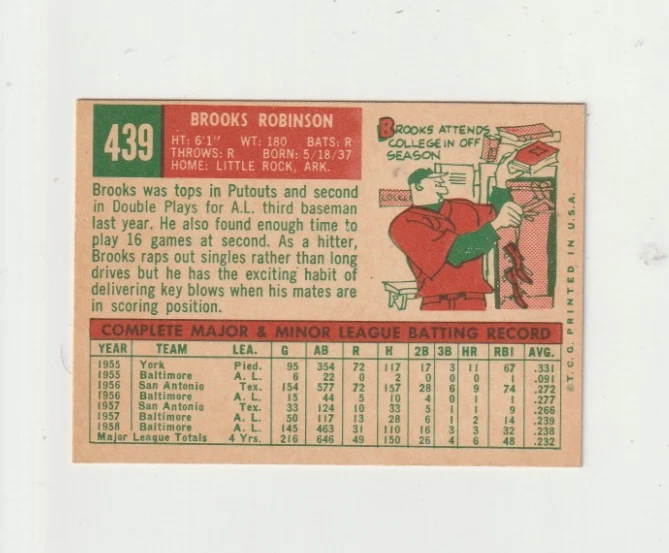 439
BROOKS ROBINSON
HT: 6'1" WT: 180 BATS: R
THROWS: R BORN: 5/18/37
HOME: LITTLE ROCK, ARK.
Brooks was tops in Putouts and second
in Double Plays for A.L. third baseman
last year. He also found enough time to
play 16 games at second. As a hitter,
Brooks raps out singles rather than long
drives but he has the exciting habit of
delivering key blows when his mates are
in scoring position.
BROOKS ATTENDS
COLLEGE IN OFF
SEASON
COMPLETE MAJOR & MINOR LEAGUE BATTING RECORD
YEAR TEAM LEA. G AB R H 2B 3B HR RBI AVG.
1955 York Pied. 95 354 72 117 17 3 11 67 .331
1955 Baltimore A. L. 6 22 0 2 0 0 0 1 .091
1956 San Antonio Tex. 154 577 72 157 28 6 9 74 .272
1956 Baltimore A. L. 15 44 5 10 4 0 1 1 .277
1957 San Antonio Tex. 33 124 10 33 5 1 1 9 .266
1957 Baltimore A. L. 50 117 13 28 6 1 2 14 .239
1958 Baltimore A. L. 145 463 31 110 16 3 3 32 .238
Major League Totals 4 Yrs. 216 646 49 150 26 4 6 48 .232
© T. C. G. PRINTED IN U.S.A.